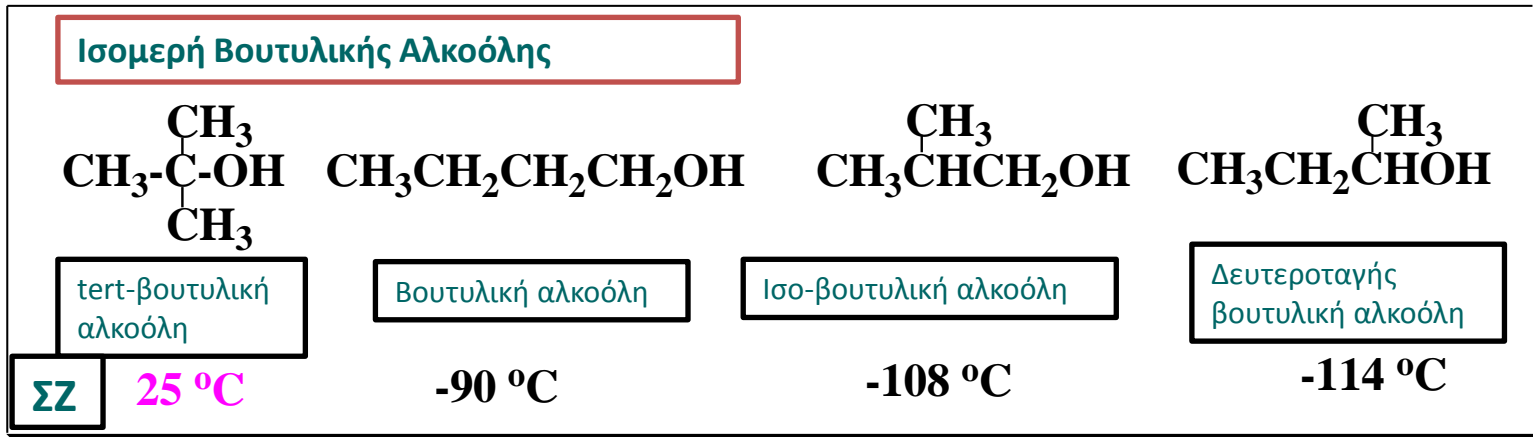 Ισομερή Βουτυλικής Αλκοόλης
CH₃ CH₃ CH₃
CH₃-C-OH CH₃CH₂CH₂CH₂OH CH₃CHCH₂OH CH₃CH₂CHOH
CH₃
tert-βουτυλική αλκοόλη
Βουτυλική αλκοόλη
Ισο-βουτυλική αλκοόλη
Δευτεροταγής βουτυλική αλκοόλη
ΣΖ 25 ºC -90 ºC -108 ºC -114 ºC